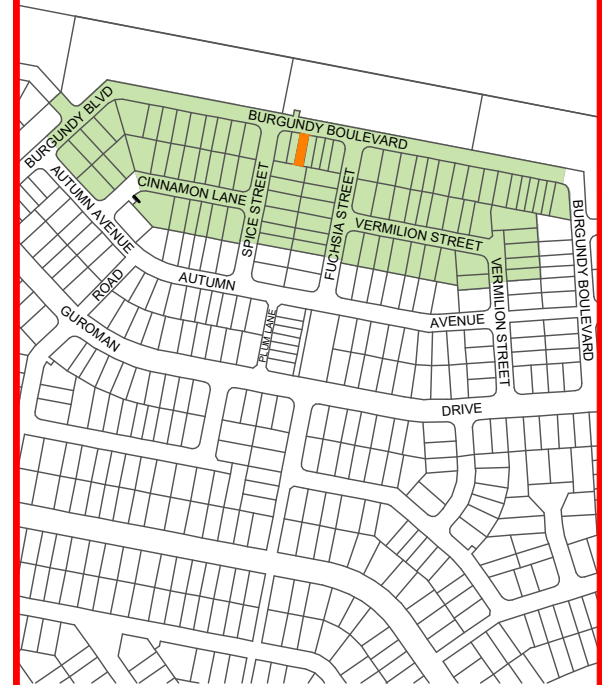 BURGUNDY BLVD
BURGUNDY BOULEVARD
CINNAMON LANE
SPICE STREET
FUCHSIA STREET
AUTUMN AVENUE
VERMILION STREET
BURGUNDY BOULEVARD
VERMILION STREET
ROAD
AUTUMN
AVENUE
PLUM LANE
GUROMAN
DRIVE